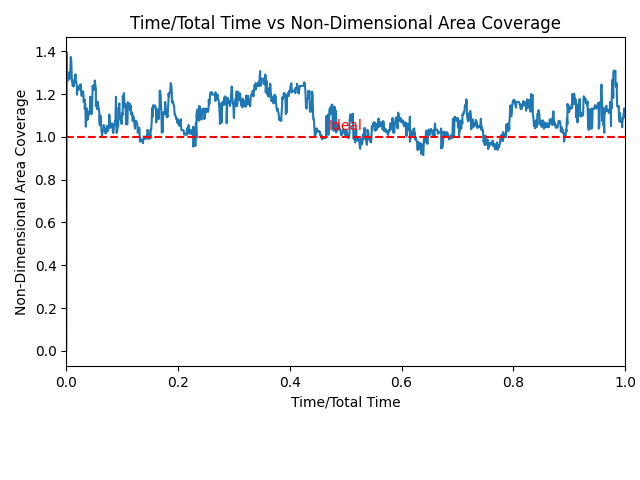 Time/Total Time vs Non-Dimensional Area Coverage
Non-Dimensional Area Coverage
1.4
1.2
1.0
0.8
0.6
0.4
0.2
0.0
Ideal
0.0 0.2 0.4 0.6 0.8 1.0
Time/Total Time